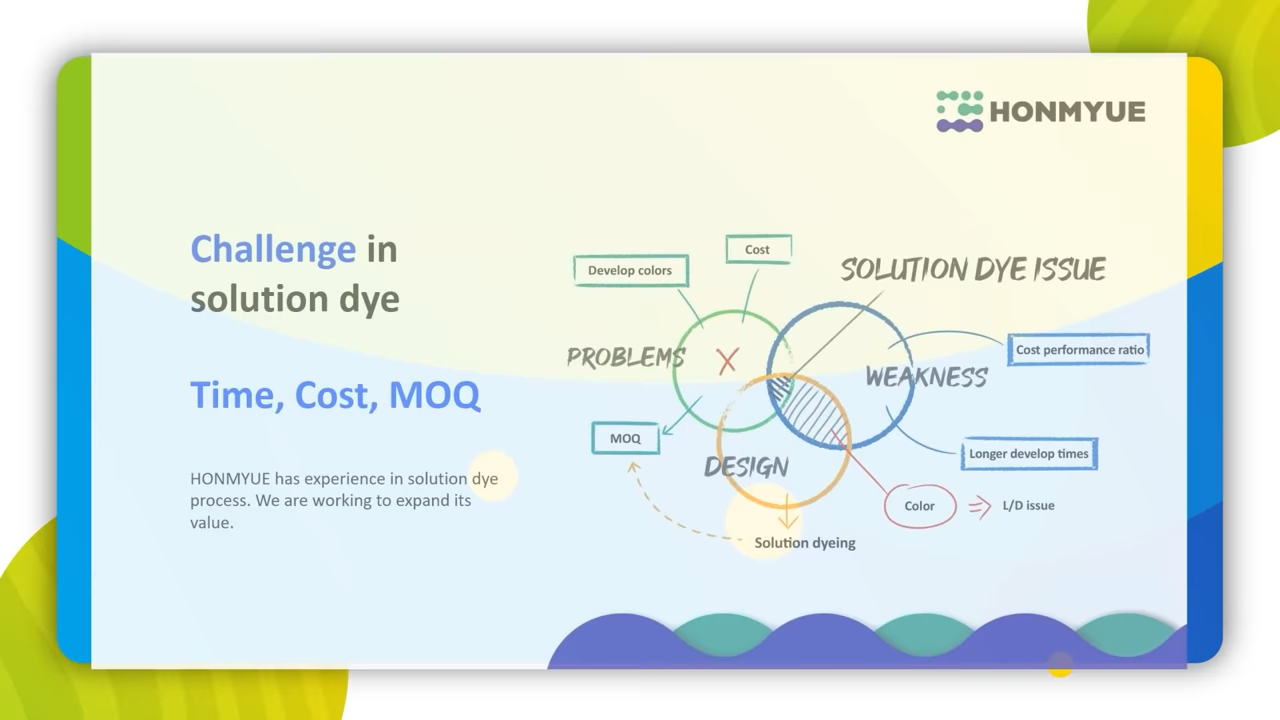 HONMYUE
Challenge in
solution dye
Time, Cost, MOQ
HONMYUE has experience in solution dye
process. We are working to expand its
value.
Cost
Develop colors
SOLUTION DYE ISSUE
PROBLEMS
X
Cost performance ratio
WEAKNESS
MOQ
DESIGN
Longer develop times
Color
L/D issue
Solution dyeing